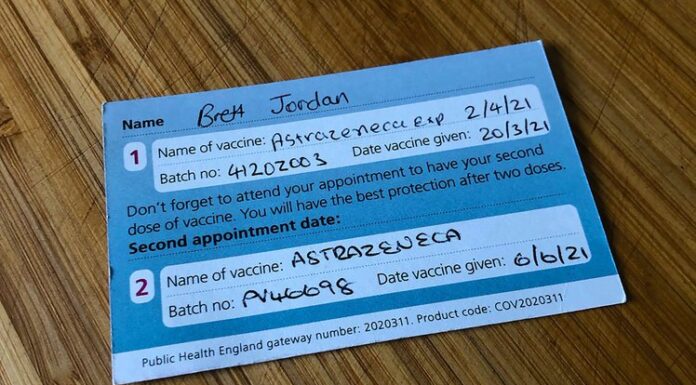 Name Brett Jordan
1 Name of vaccine: Astrazeneca exp 2/4/21
Batch no: 41202003 Date vaccine given: 20/3/21
Don't forget to attend your appointment to have your second
dose of vaccine. You will have the best protection after two doses.
Second appointment date:
2 Name of vaccine: ASTRAZENECA
Batch no: PV46698 Date vaccine given: 6/6/21
Public Health England gateway number: 2020311. Product code: COV2020311